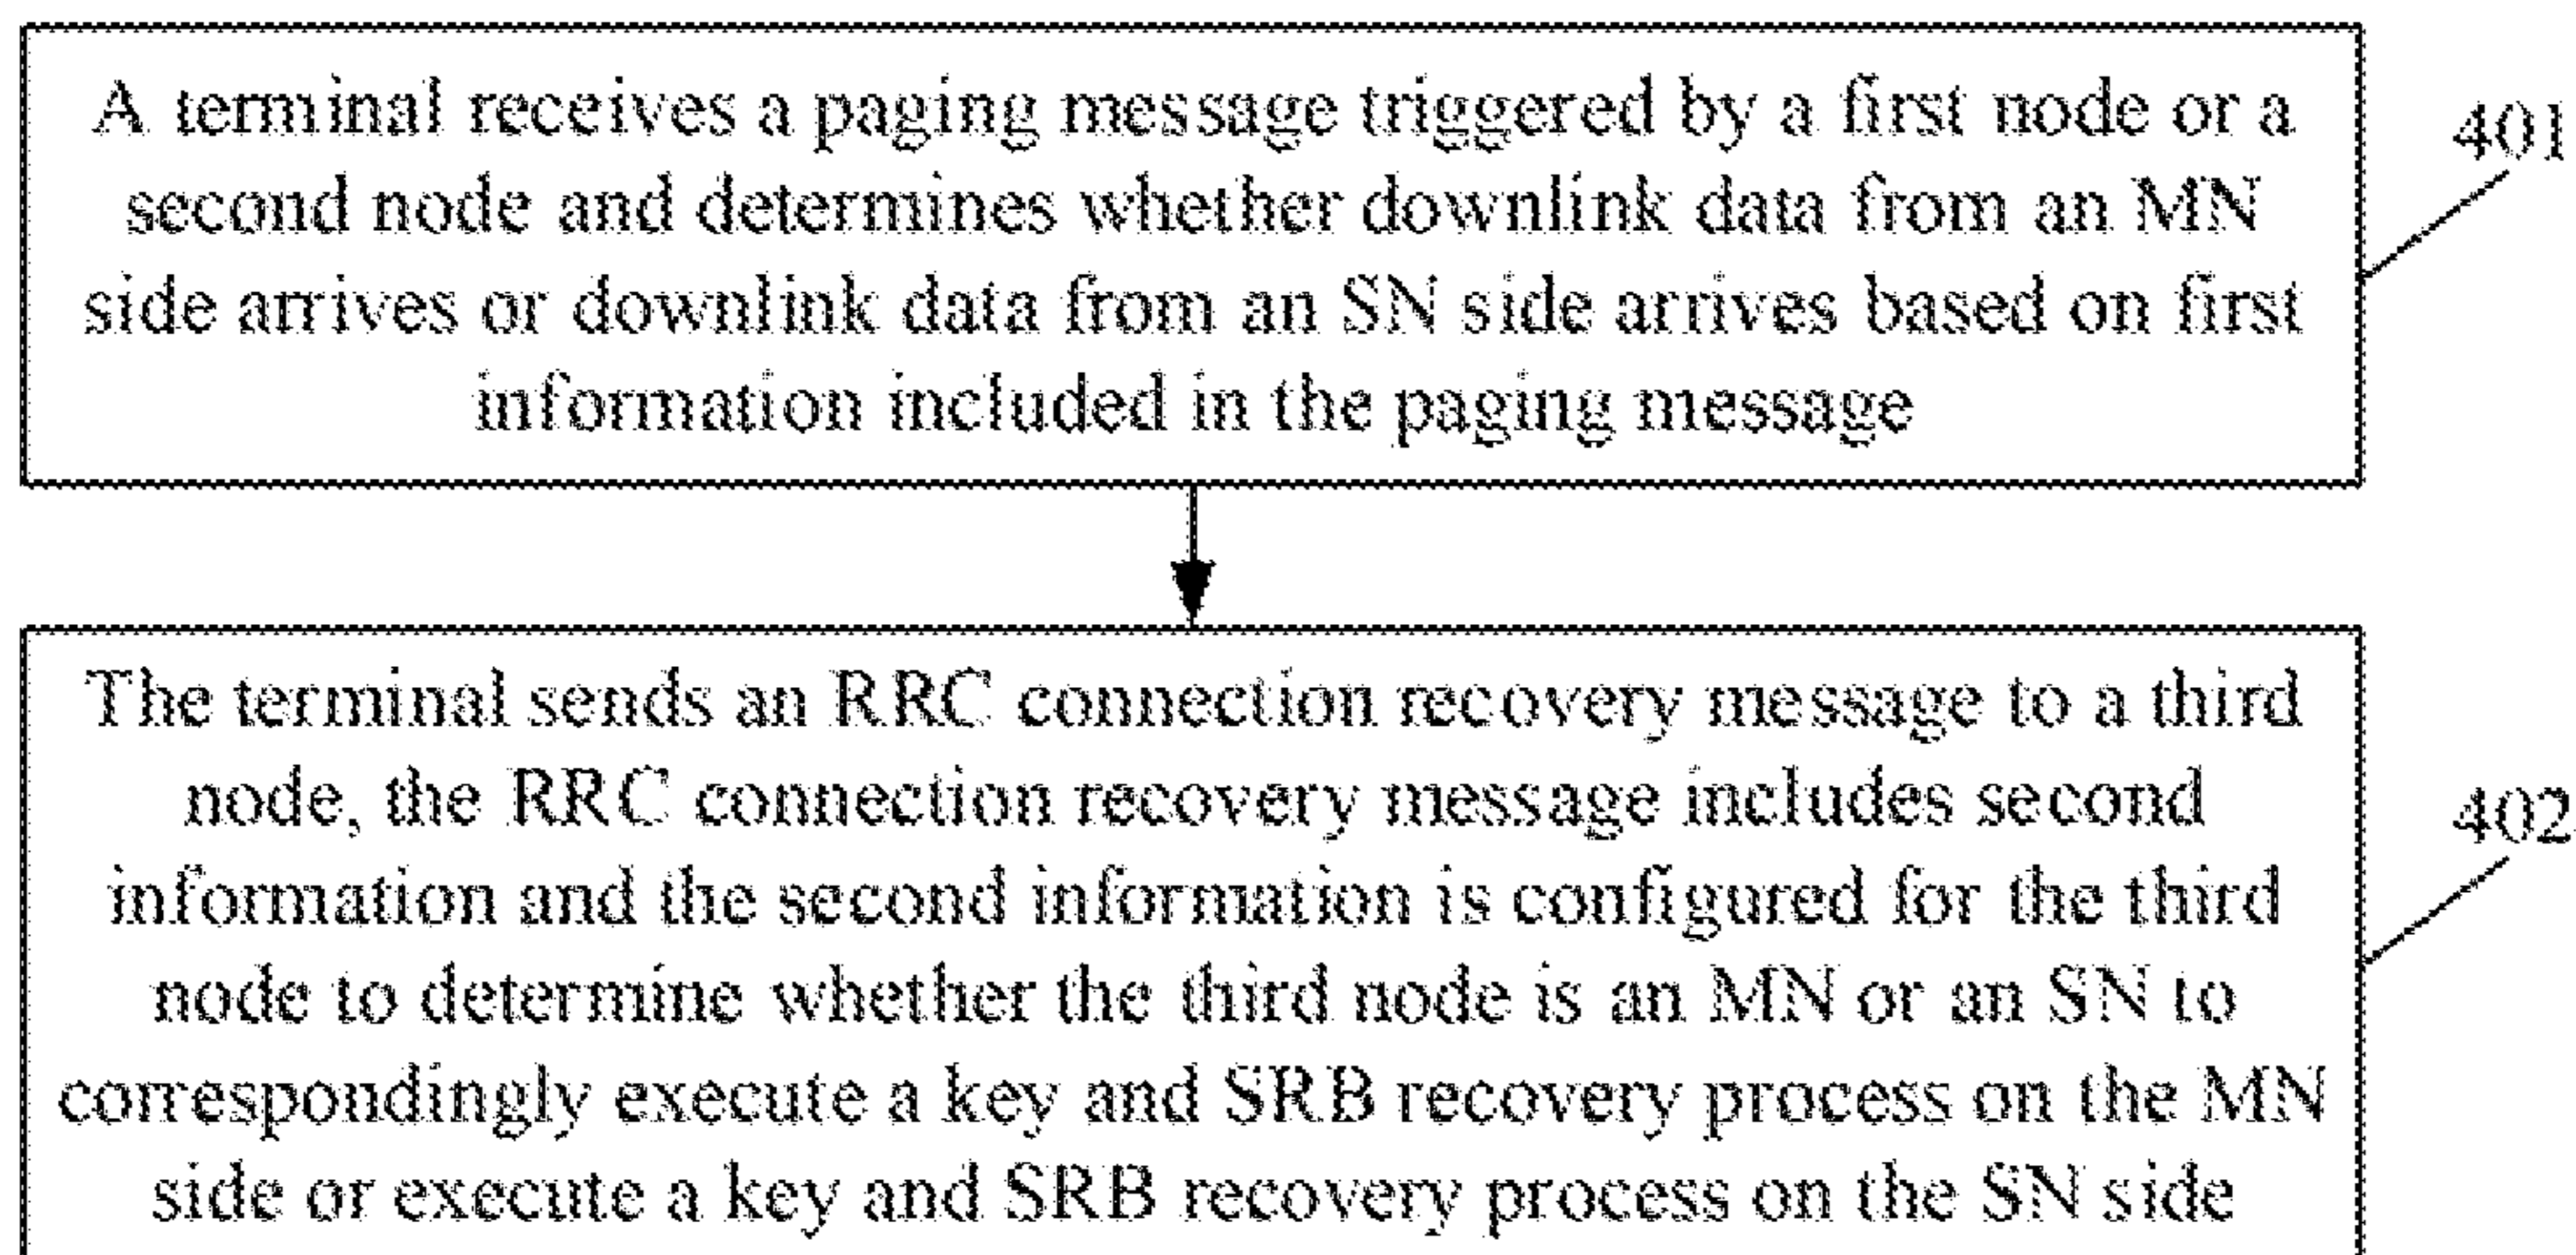 A terminal receives a paging message triggered by a first node or a
second node and determines whether downlink data from an MN
side arrives or downlink data from an SN side arrives based on first
information included in the paging message
401
The terminal sends an RRC connection recovery message to a third
node, the RRC connection recovery message includes second
information and the second information is configured for the third
node to determine whether the third node is an MN or an SN to
correspondingly execute a key and SRB recovery process on the MN
side or execute a key and SRB recovery process on the SN side
402